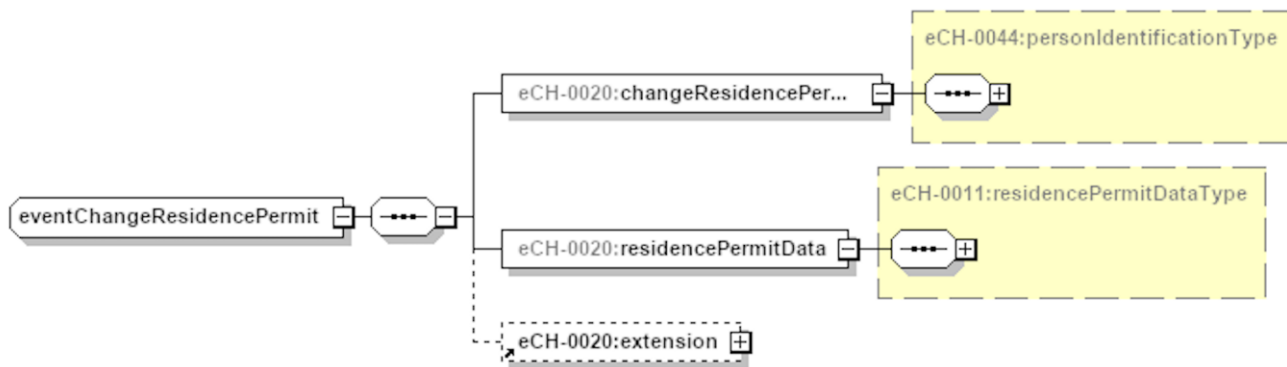 eCH-0044:personIdentificationType
eCH-0020:changeResidencePer...
eCH-0011:residencePermitDataType
eventChangeResidencePermit
eCH-0020:residencePermitData
eCH-0020:extension